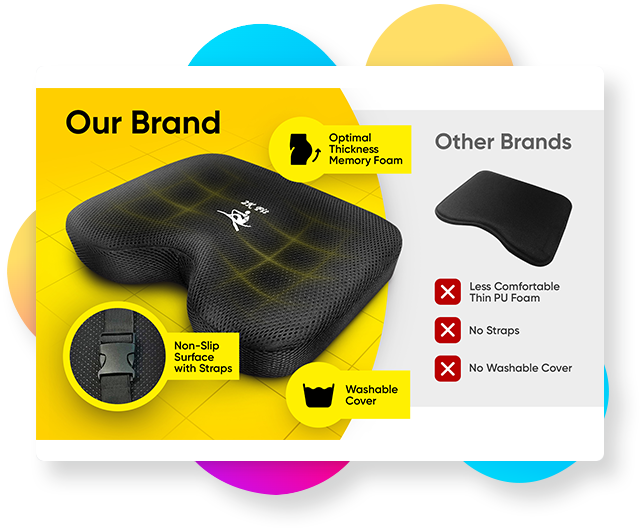 Our Brand
Optimal
Thickness
Memory Foam
Non-Slip
Surface
with Straps
Washable
Cover
Other Brands
Less Comfortable
Thin PU Foam
No Straps
No Washable Cover